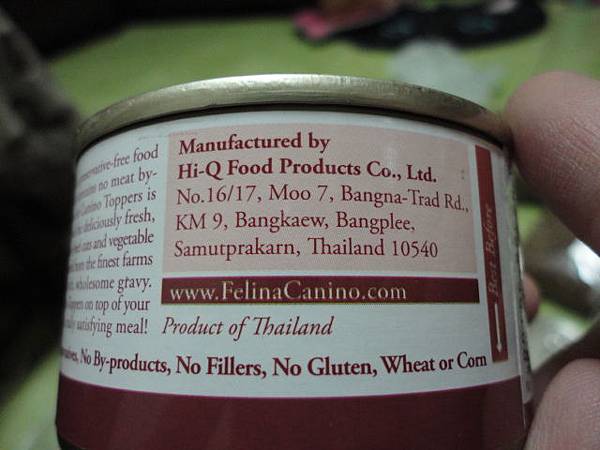 free food
no meat by-
Canino Toppers is
deliciously fresh,
and vegetable
the finest farms
wholesome gravy.
on top of your
satisfying meal!
Manufactured by
Hi-Q Food Products Co., Ltd.
No.16/17, Moo 7, Bangna-Trad Rd.,
KM 9, Bangkaew, Bangplee,
Samutprakarn, Thailand 10540
www.FelinaCanino.com
Product of Thailand
No By-products, No Fillers, No Gluten, Wheat or Corn
Best Before